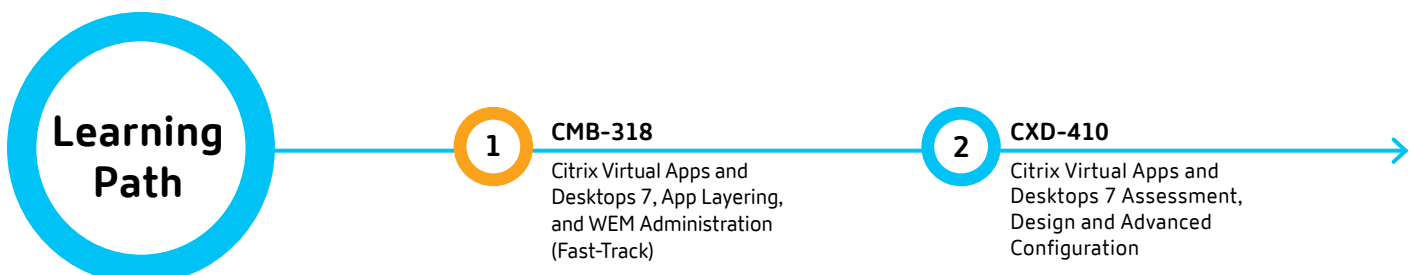 Learning
Path
1
CMB-318
Citrix Virtual Apps and
Desktops 7, App Layering,
and WEM Administration
(Fast-Track)
2
CXD-410
Citrix Virtual Apps and
Desktops 7 Assessment,
Design and Advanced
Configuration